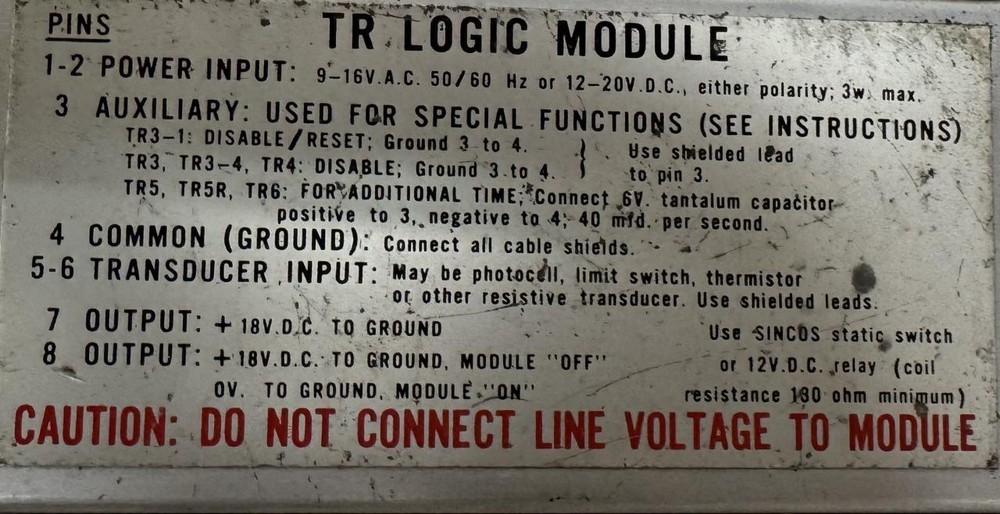 PINS
TR LOGIC MODULE
1-2 POWER INPUT: 9-16V.A.C. 50/60 Hz or 12-20V.D.C., either polarity; 3w. max.
3 AUXILIARY: USED FOR SPECIAL FUNCTIONS (SEE INSTRUCTIONS)
TR3-1: DISABLE/RESET; Ground 3 to 4. } Use shielded lead
TR3, TR3-4, TR4: DISABLE; Ground 3 to 4. to pin 3.
TR5, TR5R, TR6: FOR ADDITIONAL TIME; Connect 6V. tantalum capacitor
positive to 3, negative to 4; 40 mfd. per second.
4 COMMON (GROUND): Connect all cable shields.
5-6 TRANSDUCER INPUT: May be photocell, limit switch, thermistor
or other resistive transducer. Use shielded leads.
7 OUTPUT: + 18V.D.C. TO GROUND Use SINCOS static switch
8 OUTPUT: + 18V.D.C. TO GROUND, MODULE "OFF" or 12V.D.C. relay (coil
0V. TO GROUND, MODULE "ON" resistance 130 ohm minimum)
CAUTION: DO NOT CONNECT LINE VOLTAGE TO MODULE